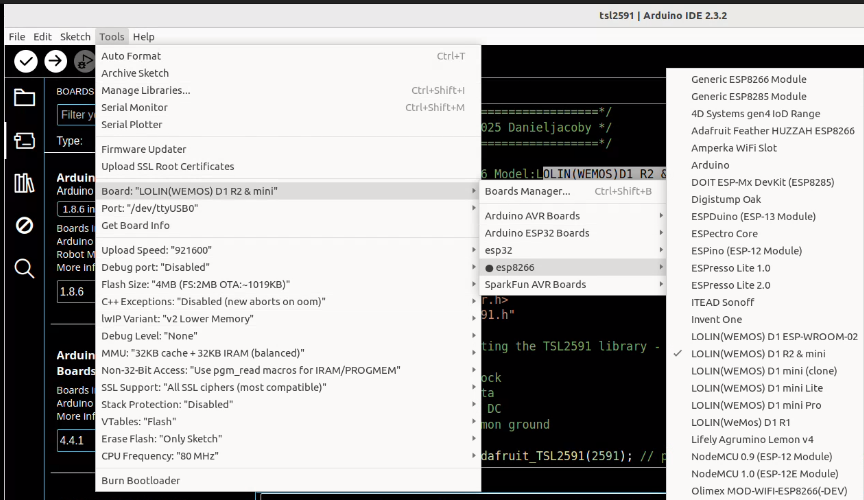 tsl2591 | Arduino IDE 2.3.2
File Edit Sketch Tools Help
BOARDS
Filter yo
Type:
Arduin
Arduino
1.8.6 in
Boards I
Arduino
Robot M
More Inf
1.8.6
Arduin
Boards
Boards I
Arduino
More Inf
4.4.1
Auto Format Ctrl+T
Archive Sketch
Manage Libraries... Ctrl+Shift+I
Serial Monitor Ctrl+Shift+M
Serial Plotter
Firmware Updater
Upload SSL Root Certificates
Board: "LOLIN(WEMOS) D1 R2 & mini"
Port: "/dev/ttyUSB0"
Get Board Info
Upload Speed: "921600"
Debug port: "Disabled"
Flash Size: "4MB (FS:2MB OTA:~1019KB)"
C++ Exceptions: "Disabled (new aborts on oom)"
lwIP Variant: "v2 Lower Memory"
Debug Level: "None"
MMU: "32KB cache + 32KB IRAM (balanced)"
Non-32-Bit Access: "Use pgm_read macros for IRAM/PROGMEM"
SSL Support: "All SSL ciphers (most compatible)"
Stack Protection: "Disabled"
VTables: "Flash"
Erase Flash: "Only Sketch"
CPU Frequency: "80 MHz"
Burn Bootloader
=================*/
025 Danieljacoby */
=================*/
6 Model:LOLIN(WEMOS)D1 R2 &
Boards Manager... Ctrl+Shift+B
Arduino AVR Boards
Arduino ESP32 Boards
esp32
esp8266
SparkFun AVR Boards
r.h>
91.h"
ting the TSL2591 library -
ock
ta
DC
mon ground
dafruit_TSL2591(2591); // p
Generic ESP8266 Module
Generic ESP8285 Module
4D Systems gen4 IoD Range
Adafruit Feather HUZZAH ESP8266
Amperka WiFi Slot
Arduino
DOIT ESP-Mx DevKit (ESP8285)
Digistump Oak
ESPDuino (ESP-13 Module)
ESPectro Core
ESPino (ESP-12 Module)
ESPresso Lite 1.0
ESPresso Lite 2.0
ITEAD Sonoff
Invent One
LOLIN(WEMOS) D1 ESP-WROOM-02
LOLIN(WEMOS) D1 R2 & mini
LOLIN(WEMOS) D1 mini (clone)
LOLIN(WEMOS) D1 mini Lite
LOLIN(WEMOS) D1 mini Pro
LOLIN(WeMos) D1 R1
Lifely Agrumino Lemon v4
NodeMCU 0.9 (ESP-12 Module)
NodeMCU 1.0 (ESP-12E Module)
Olimex MOD-WIFI-ESP8266(-DEV)